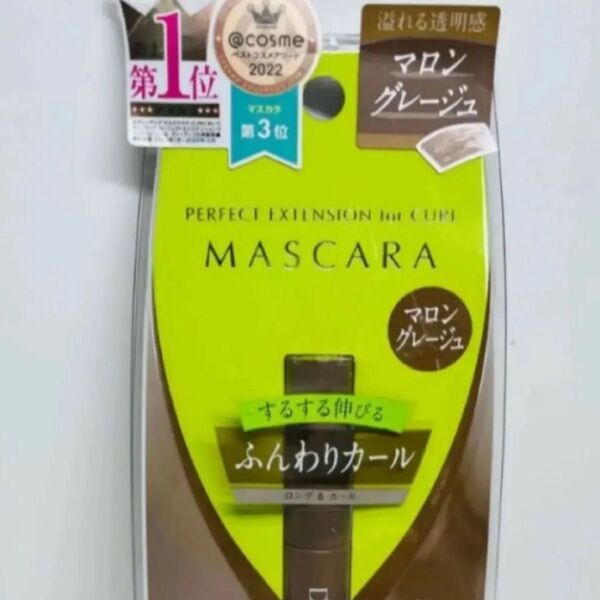 第1位
@cosme
ベストコスメアワード
2022
マスカラ
第3位
溢れる透明感
マロン
グレージュ
PERFECT EXTENSION for CURL
MASCARA
マロン
グレージュ
するする伸びる
ふんわりカール
ロング&カール
D